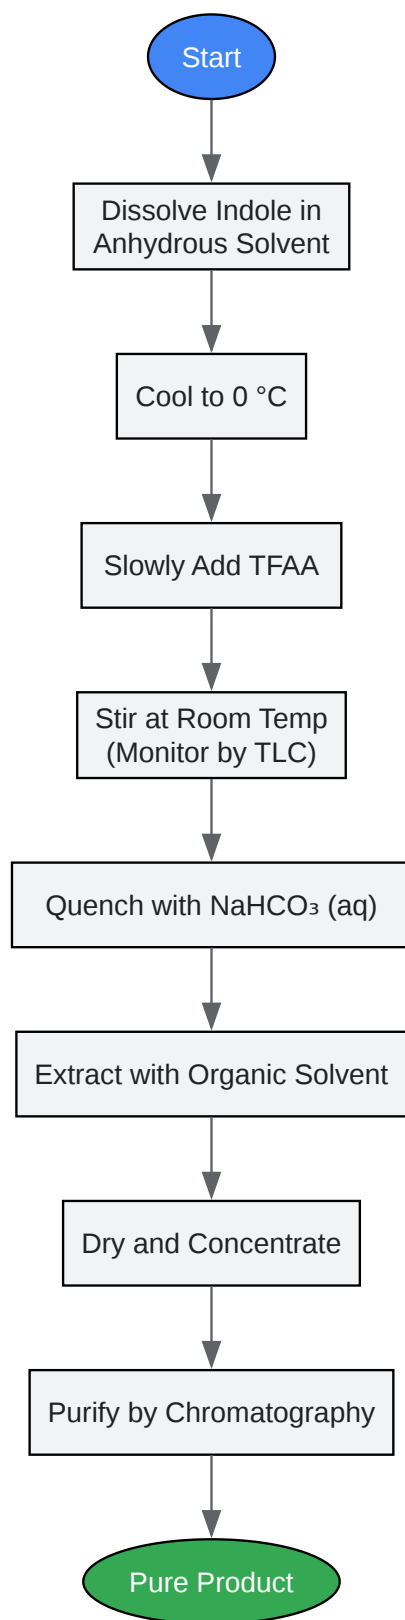 Start
Dissolve Indole in
Anhydrous Solvent
Cool to 0 °C
Slowly Add TFAA
Stir at Room Temp
(Monitor by TLC)
Quench with NaHCO₃ (aq)
Extract with Organic Solvent
Dry and Concentrate
Purify by Chromatography
Pure Product